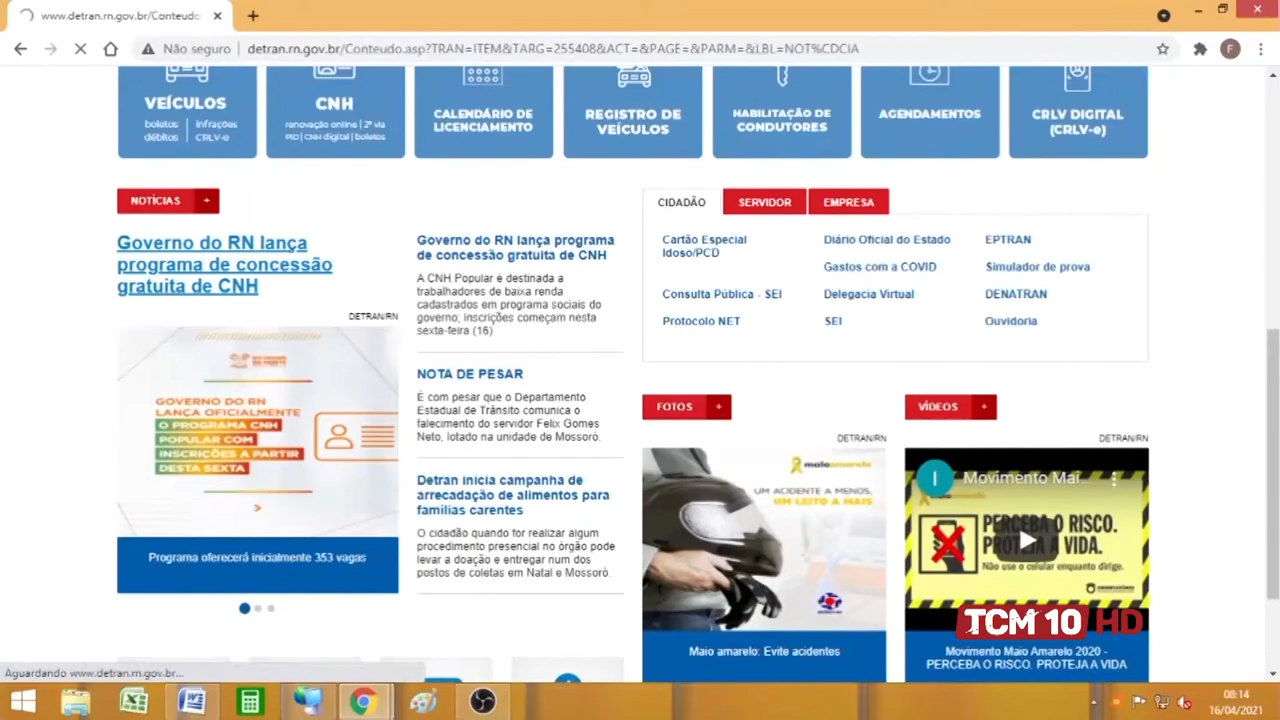 www.detran.rn.gov.br/Conteudo
Não seguro
detran.rn.gov.br/Conteudo.asp?TRAN=ITEM&TARG=255408&ACT=&PAGE=&PARM=&LBL=NOT%CDCIA
F
VEÍCULOS
boletos | infrações
débitos | CRLV-e
CNH
renovação online | 2ª via
PID | CNH digital | boletos
CALENDÁRIO DE
LICENCIAMENTO
REGISTRO DE
VEÍCULOS
HABILITAÇÃO DE
CONDUTORES
AGENDAMENTOS
CRLV DIGITAL
(CRLV-e)
NOTÍCIAS +
Governo do RN lança
programa de concessão
gratuita de CNH
DETRAN/RN
GOVERNO DO RN
LANÇA OFICIALMENTE
O PROGRAMA CNH
POPULAR COM
INSCRIÇÕES A PARTIR
DESTA SEXTA
Programa oferecerá inicialmente 353 vagas
Governo do RN lança programa
de concessão gratuita de CNH
A CNH Popular é destinada a
trabalhadores de baixa renda
cadastrados em programa sociais do
governo; inscrições começam nesta
sexta-feira (16)
NOTA DE PESAR
É com pesar que o Departamento
Estadual de Trânsito comunica o
falecimento do servidor Felix Gomes
Neto, lotado na unidade de Mossoró.
Detran inicia campanha de
arrecadação de alimentos para
famílias carentes
O cidadão quando for realizar algum
procedimento presencial no órgão pode
levar a doação e entregar num dos
postos de coletas em Natal e Mossoró.
CIDADÃO
SERVIDOR
EMPRESA
Cartão Especial
Idoso/PCD
Consulta Pública - SEI
Protocolo NET
Diário Oficial do Estado
Gastos com a COVID
Delegacia Virtual
SEI
EPTRAN
Simulador de prova
DENATRAN
Ouvidoria
FOTOS +
DETRAN/RN
maioamarelo
UM ACIDENTE A MENOS,
UM LEITO A MAIS
Maio amarelo: Evite acidentes
VÍDEOS +
DETRAN/RN
I
Movimento Mai...
PERCEBA O RISCO.
PROTEJA A VIDA.
Não use o celular enquanto dirige.
Movimento Maio Amarelo 2020 -
PERCEBA O RISCO. PROTEJA A VIDA
TCM 10 HD
Aguardando www.detran.rn.gov.br...
08:14
16/04/2021